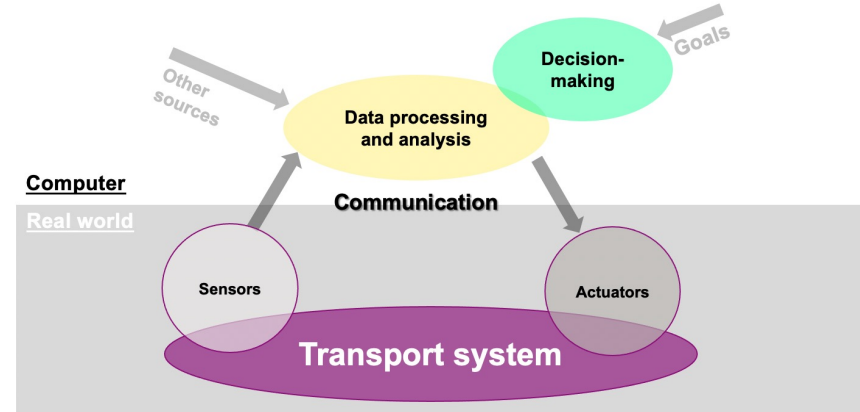 Decision-
making
Goals
Other
sources
Data processing
and analysis
Computer
Communication
Real world
Sensors
Actuators
Transport system